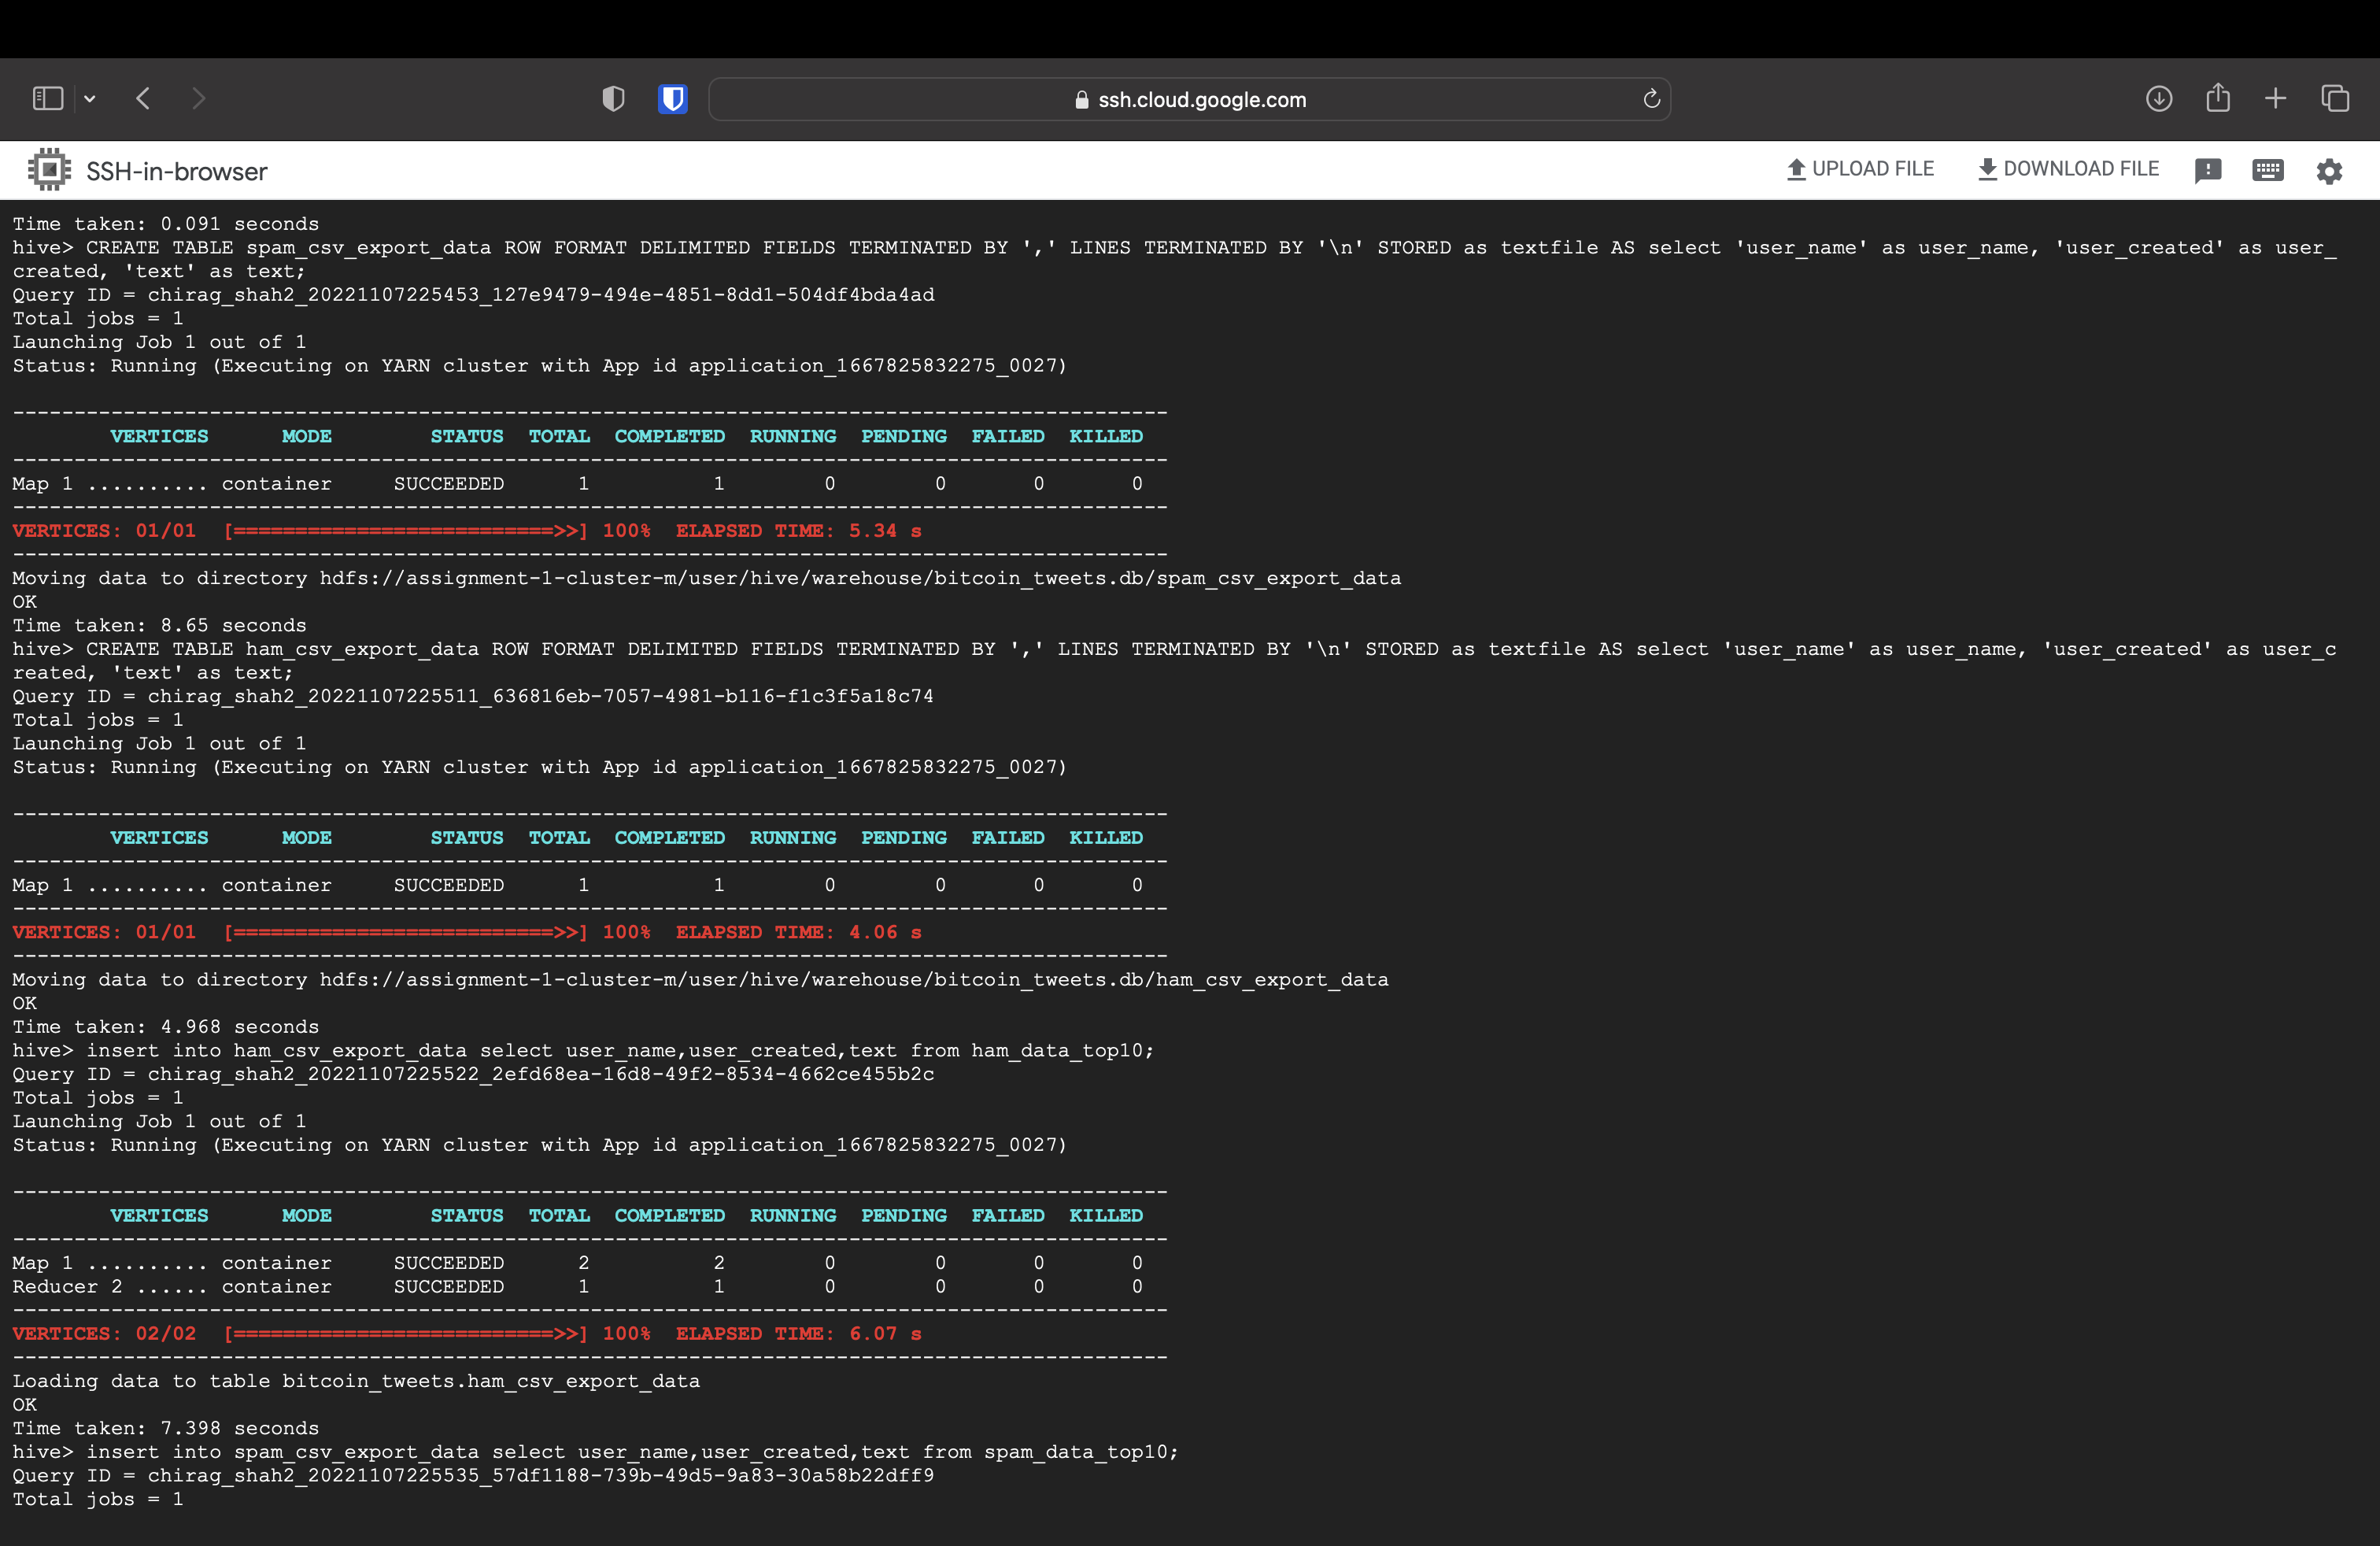 ssh.cloud.google.com
SSH-in-browser
UPLOAD FILE
DOWNLOAD FILE
Time taken: 0.091 seconds
hive> CREATE TABLE spam_csv_export_data ROW FORMAT DELIMITED FIELDS TERMINATED BY ',' LINES TERMINATED BY '\n' STORED as textfile AS select 'user_name' as user_name, 'user_created' as user_
created, 'text' as text;
Query ID = chirag_shah2_20221107225453_127e9479-494e-4851-8dd1-504df4bda4ad
Total jobs = 1
Launching Job 1 out of 1
Status: Running (Executing on YARN cluster with App id application_1667825832275_0027)
----------------------------------------------------------------------------------------------
        VERTICES      MODE        STATUS  TOTAL  COMPLETED  RUNNING  PENDING  FAILED  KILLED
----------------------------------------------------------------------------------------------
Map 1 .......... container     SUCCEEDED      1          1        0        0       0       0
----------------------------------------------------------------------------------------------
VERTICES: 01/01  [==========================>>] 100%  ELAPSED TIME: 5.34 s
----------------------------------------------------------------------------------------------
Moving data to directory hdfs://assignment-1-cluster-m/user/hive/warehouse/bitcoin_tweets.db/spam_csv_export_data
OK
Time taken: 8.65 seconds
hive> CREATE TABLE ham_csv_export_data ROW FORMAT DELIMITED FIELDS TERMINATED BY ',' LINES TERMINATED BY '\n' STORED as textfile AS select 'user_name' as user_name, 'user_created' as user_c
reated, 'text' as text;
Query ID = chirag_shah2_20221107225511_636816eb-7057-4981-b116-f1c3f5a18c74
Total jobs = 1
Launching Job 1 out of 1
Status: Running (Executing on YARN cluster with App id application_1667825832275_0027)
----------------------------------------------------------------------------------------------
        VERTICES      MODE        STATUS  TOTAL  COMPLETED  RUNNING  PENDING  FAILED  KILLED
----------------------------------------------------------------------------------------------
Map 1 .......... container     SUCCEEDED      1          1        0        0       0       0
----------------------------------------------------------------------------------------------
VERTICES: 01/01  [==========================>>] 100%  ELAPSED TIME: 4.06 s
----------------------------------------------------------------------------------------------
Moving data to directory hdfs://assignment-1-cluster-m/user/hive/warehouse/bitcoin_tweets.db/ham_csv_export_data
OK
Time taken: 4.968 seconds
hive> insert into ham_csv_export_data select user_name,user_created,text from ham_data_top10;
Query ID = chirag_shah2_20221107225522_2efd68ea-16d8-49f2-8534-4662ce455b2c
Total jobs = 1
Launching Job 1 out of 1
Status: Running (Executing on YARN cluster with App id application_1667825832275_0027)
----------------------------------------------------------------------------------------------
        VERTICES      MODE        STATUS  TOTAL  COMPLETED  RUNNING  PENDING  FAILED  KILLED
----------------------------------------------------------------------------------------------
Map 1 .......... container     SUCCEEDED      2          2        0        0       0       0
Reducer 2 ...... container     SUCCEEDED      1          1        0        0       0       0
----------------------------------------------------------------------------------------------
VERTICES: 02/02  [==========================>>] 100%  ELAPSED TIME: 6.07 s
----------------------------------------------------------------------------------------------
Loading data to table bitcoin_tweets.ham_csv_export_data
OK
Time taken: 7.398 seconds
hive> insert into spam_csv_export_data select user_name,user_created,text from spam_data_top10;
Query ID = chirag_shah2_20221107225535_57df1188-739b-49d5-9a83-30a58b22dff9
Total jobs = 1